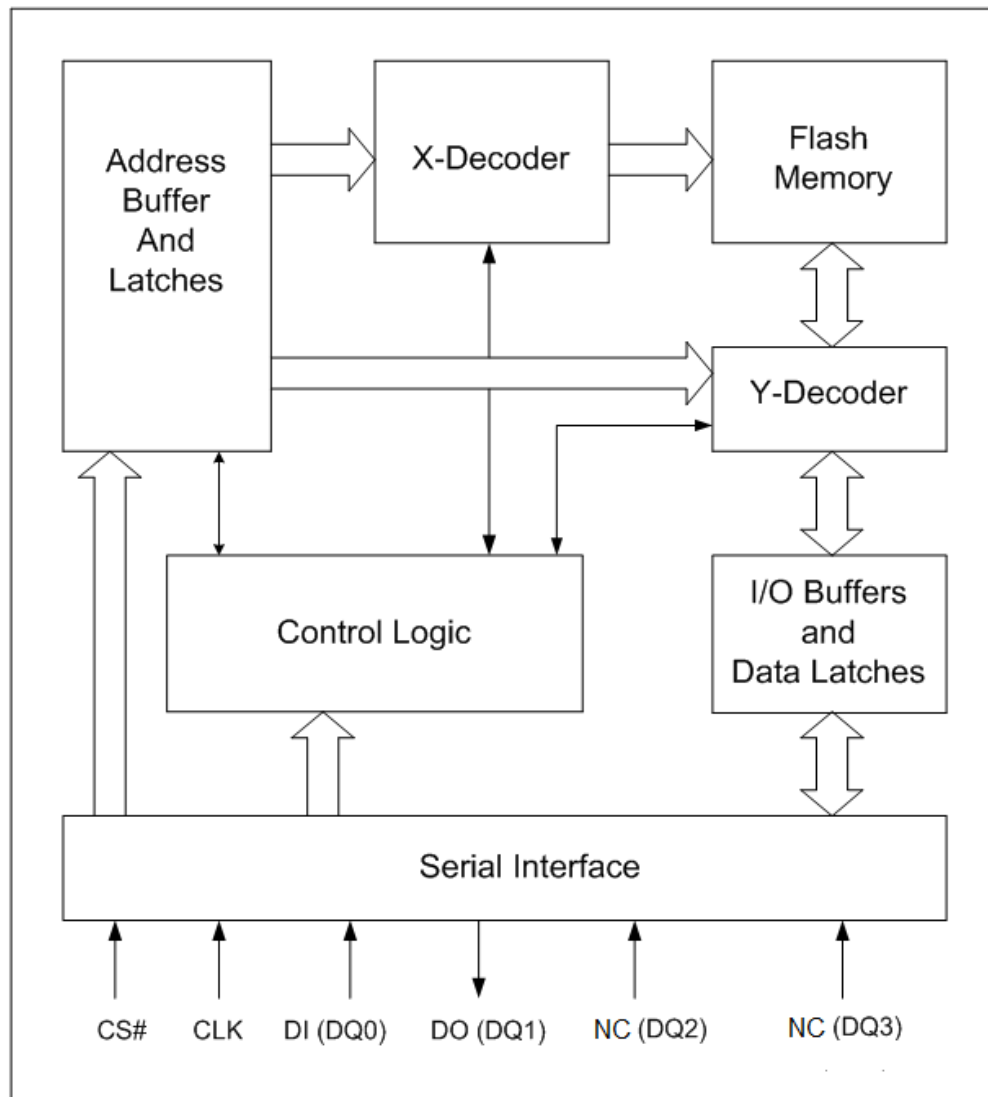 Address
Buffer
And
Latches
X-Decoder
Flash
Memory
Y-Decoder
Control Logic
I/O Buffers
and
Data Latches
Serial Interface
CS#
CLK
DI (DQ0)
DO (DQ1)
NC (DQ2)
NC (DQ3)